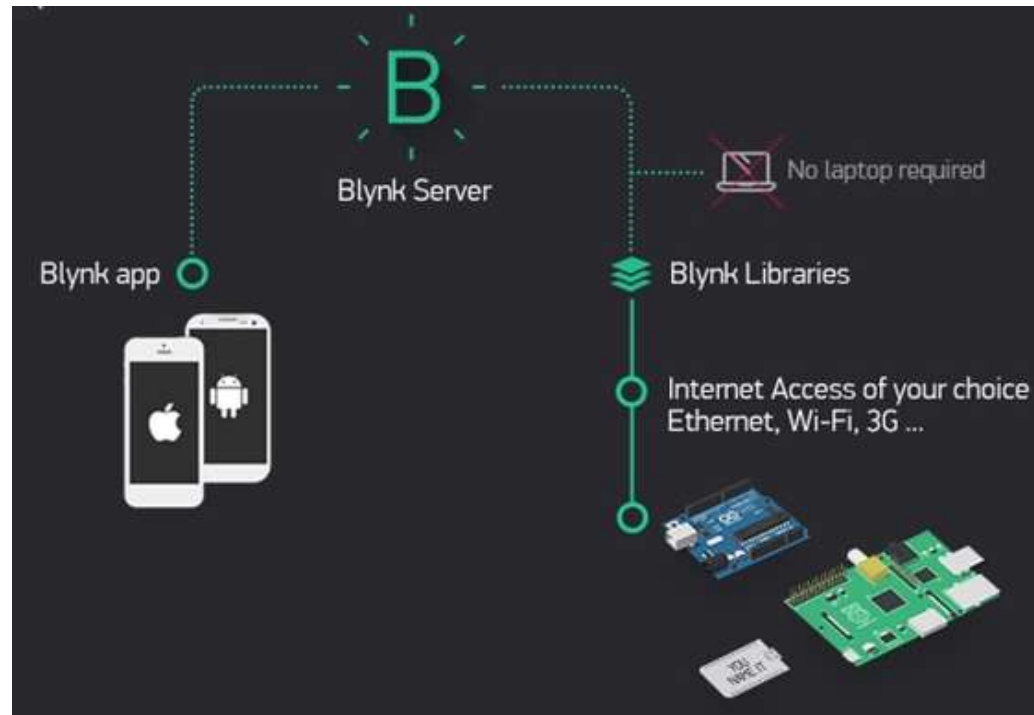 B
Blynk Server
No laptop required
Blynk app
Blynk Libraries
Internet Access of your choice
Ethernet, Wi-Fi, 3G ...
YOU
NAME IT